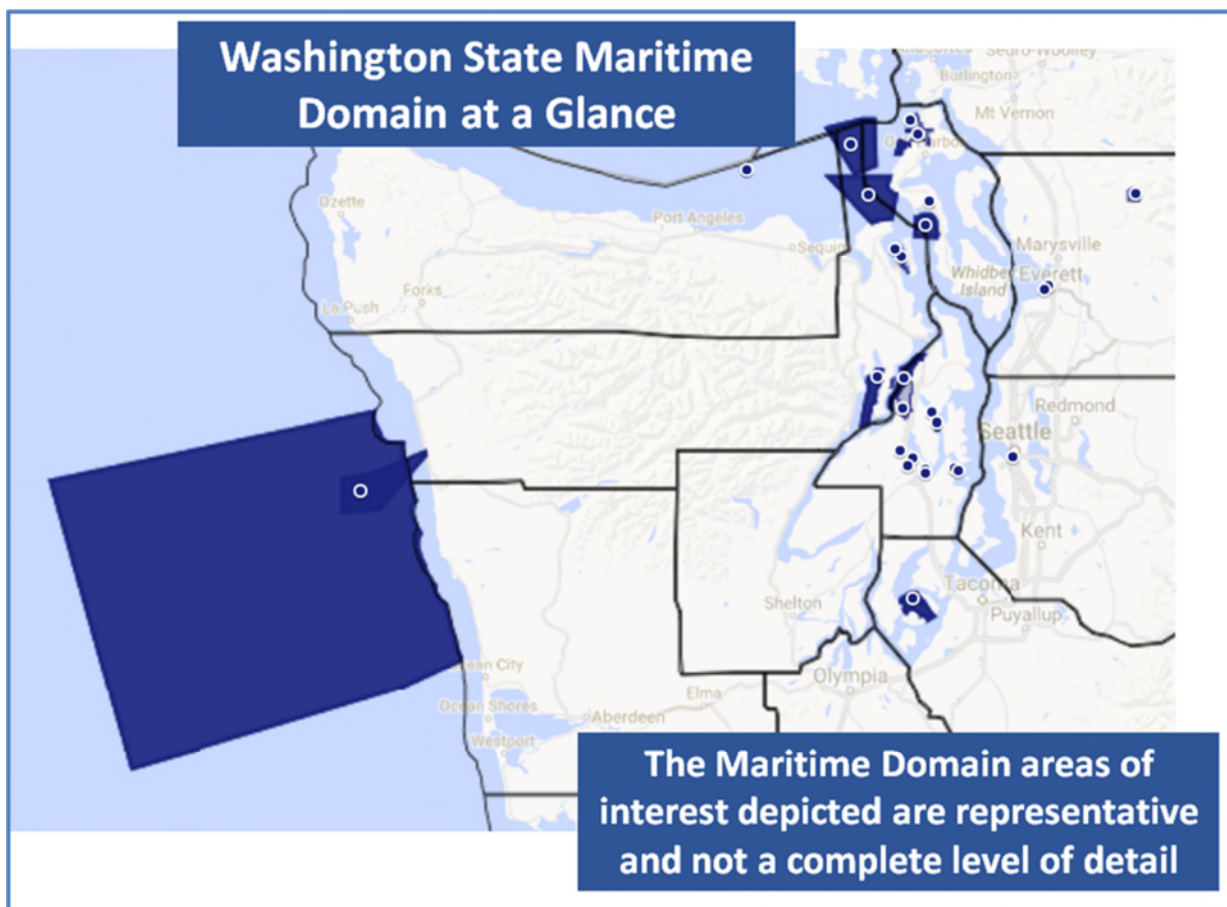 Washington State Maritime
Domain at a Glance
Sedro-Woolley
Burlington
Mt Vernon
Ozette
Port Angeles
Sequim
Marysville
Everett
Whidbey
Island
Forks
La Push
Redmond
Seattle
Kent
Tacoma
Puyallup
Shelton
Olympia
Elma
Ocean City
Ocean Shores
Aberdeen
Westport
The Maritime Domain areas of
interest depicted are representative
and not a complete level of detail